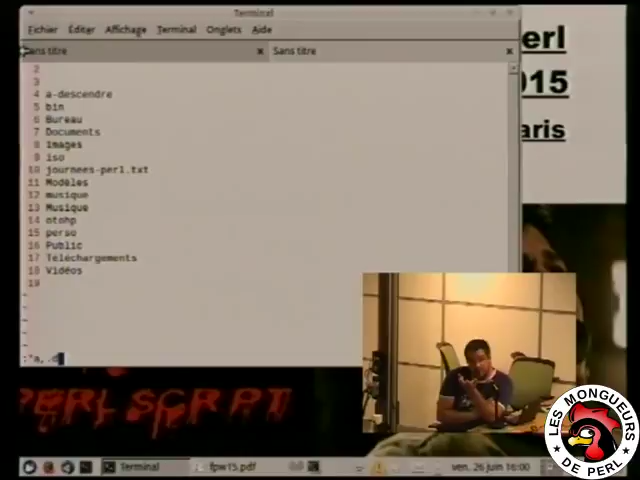 Terminal
Fichier Éditer Affichage Terminal Onglets Aide
Sans titre
Sans titre
erl
015
aris
2
3
4 a-descendre
5 bin
6 Bureau
7 Documents
8 Images
9 iso
10 journees-perl.txt
11 Modèles
12 musique
13 Musique
14 otohp
15 perso
16 Public
17 Téléchargements
18 Vidéos
19
:'a,.d
PERL SCRIPT
Terminal
fpw15.pdf
ven. 26 juin 16:00
LES MONGUEURS
DE PERL